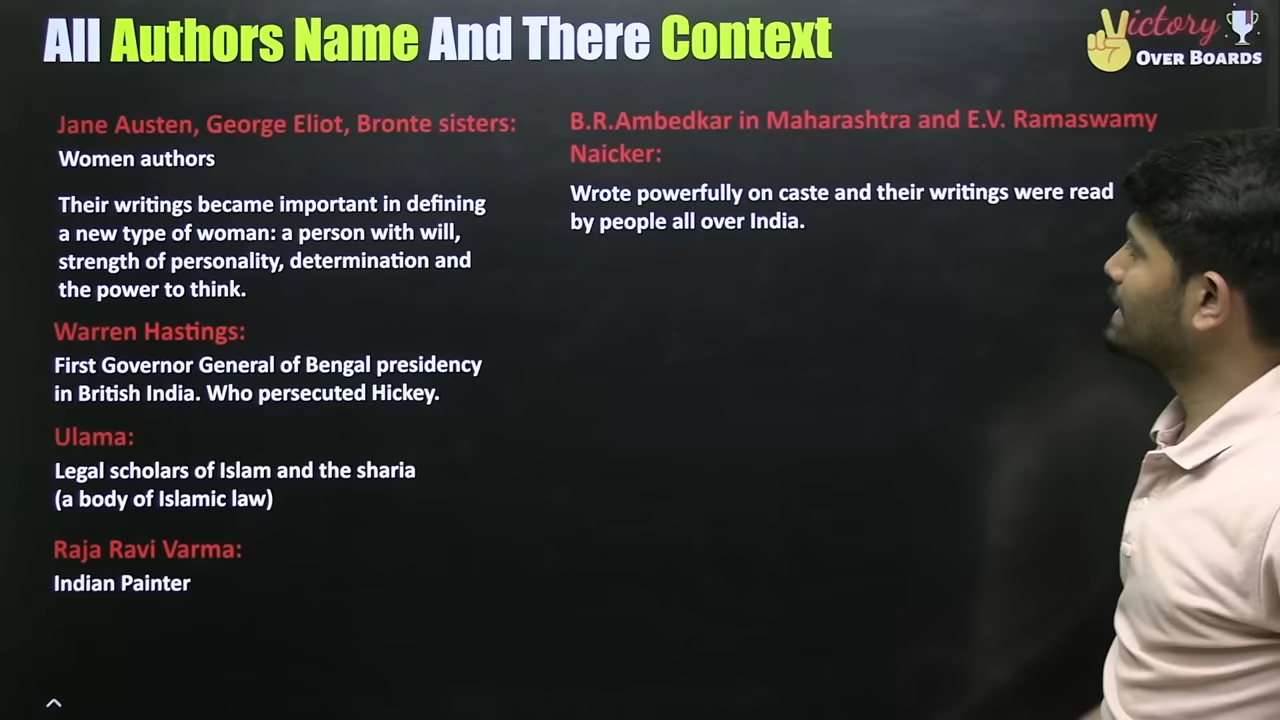 All Authors Name And There Context
Victory
OVER BOARDS
Jane Austen, George Eliot, Bronte sisters:
Women authors
Their writings became important in defining
a new type of woman: a person with will,
strength of personality, determination and
the power to think.
Warren Hastings:
First Governor General of Bengal presidency
in British India. Who persecuted Hickey.
Ulama:
Legal scholars of Islam and the sharia
(a body of Islamic law)
Raja Ravi Varma:
Indian Painter
B.R.Ambedkar in Maharashtra and E.V. Ramaswamy
Naicker:
Wrote powerfully on caste and their writings were read
by people all over India.